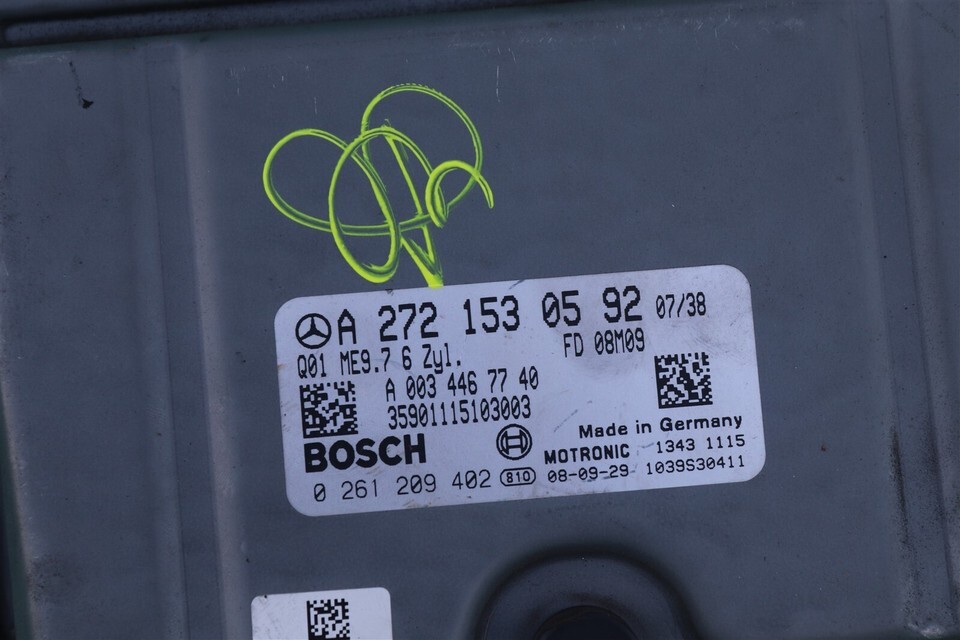 A 272 153 05 92 07/38
Q01 ME9.7 6 Zyl. FD 08M09
A 003 446 77 40
35901115103003
Made in Germany
BOSCH MOTRONIC 1343 1115
0 261 209 402 810 08-09-29 1039S30411